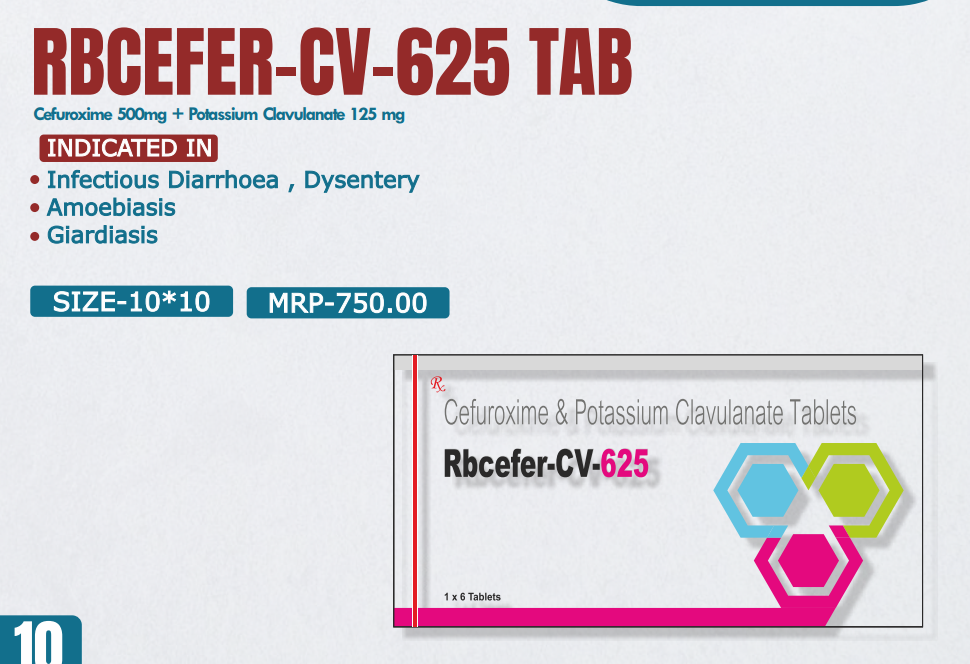 RBCEFER-CV-625 TAB
Cefuroxime 500mg + Potassium Clavulanate 125 mg
INDICATED IN
• Infectious Diarrhoea , Dysentery
• Amoebiasis
• Giardiasis
SIZE-10*10 MRP-750.00
Rx
Cefuroxime & Potassium Clavulanate Tablets
Rbcefer-CV-625
1 x 6 Tablets
10